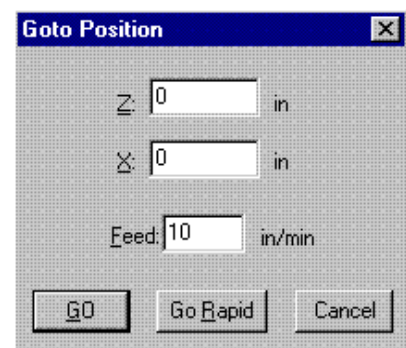 Goto Position
Z: 0 in
X: 0 in
Feed: 10 in/min
GO Go Rapid Cancel